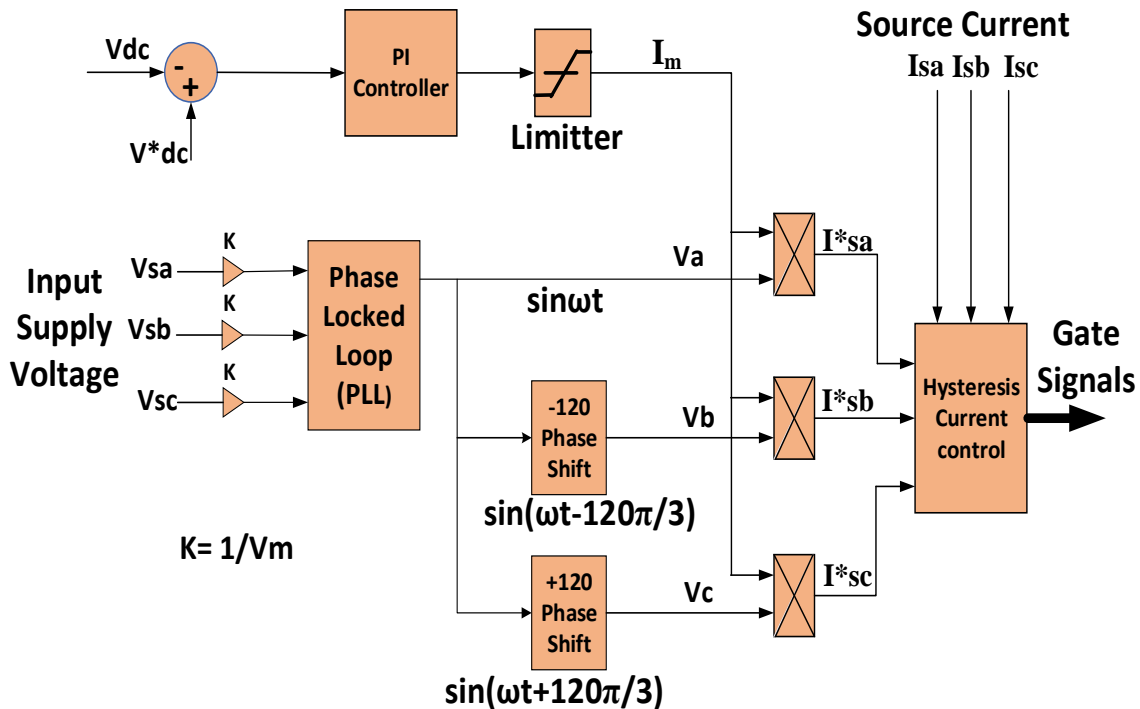 Vdc
-
+
V*dc
PI
Controller
Limitter
Im
Source Current
Isa Isb Isc
Input
Supply
Voltage
Vsa
K
Vsb
K
Vsc
K
Phase
Locked
Loop
(PLL)
sinωt
Va
I*sa
-120
Phase
Shift
sin(ωt-120π/3)
Vb
I*sb
+120
Phase
Shift
sin(ωt+120π/3)
Vc
I*sc
Hysteresis
Current
control
Gate
Signals
K= 1/Vm